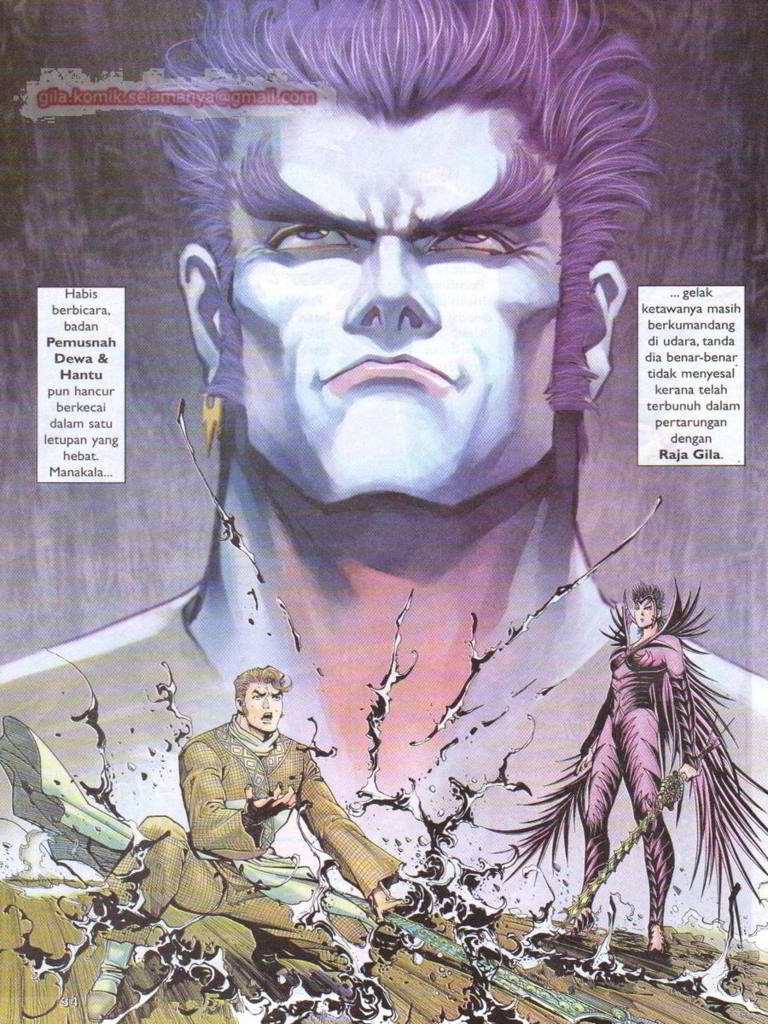 gila.komik.selamanya@gmail.com
Habis
berbicara,
badan
Pemusnah
Dewa &
Hantu
pun hancur
berkecai
dalam satu
letupan yang
hebat.
Manakala...
... gelak
ketawanya masih
berkumandang
di udara, tanda
dia benar-benar
tidak menyesal
kerana telah
terbunuh dalam
pertarungan
dengan
Raja Gila.
94